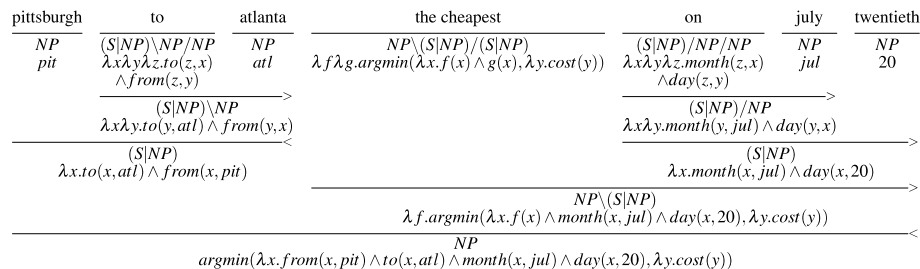 pittsburgh to atlanta the cheapest on july twentieth
NP (S|NP)\NP/NP NP NP\(S|NP)/(S|NP) (S|NP)/NP/NP NP NP
pit λxλyλz.to(z,x) atl λfλg.argmin(λx.f(x)∧g(x),λy.cost(y)) λxλyλz.month(z,x) jul 20
∧from(z,y) ∧day(z,y)
> >
(S|NP)\NP (S|NP)/NP
λxλy.to(y,atl)∧from(y,x) λxλy.month(y,jul)∧day(y,x)
< >
(S|NP) (S|NP)
λx.to(x,atl)∧from(x,pit) λx.month(x,jul)∧day(x,20)
>
NP\(S|NP)
λf.argmin(λx.f(x)∧month(x,jul)∧day(x,20),λy.cost(y))
<
NP
argmin(λx.from(x,pit)∧to(x,atl)∧month(x,jul)∧day(x,20),λy.cost(y))